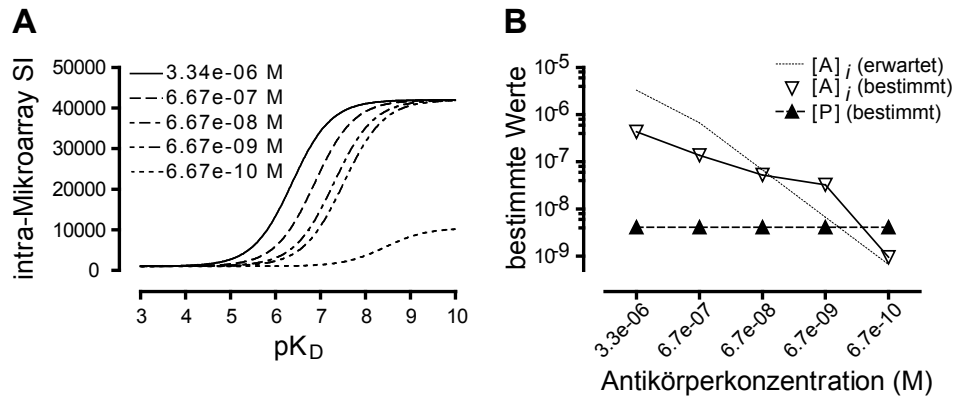 A
intra-Mikroarray SI
50000
40000
30000
20000
10000
0
3.34e-06 M
6.67e-07 M
6.67e-08 M
6.67e-09 M
6.67e-10 M
3 4 5 6 7 8 9 10
pK_D
B
bestimmte Werte
10^-5
10^-6
10^-7
10^-8
10^-9
[A] i (erwartet)
[A] i (bestimmt)
[P] (bestimmt)
3.3e-06 6.7e-07 6.7e-08 6.7e-09 6.7e-10
Antikörperkonzentration (M)